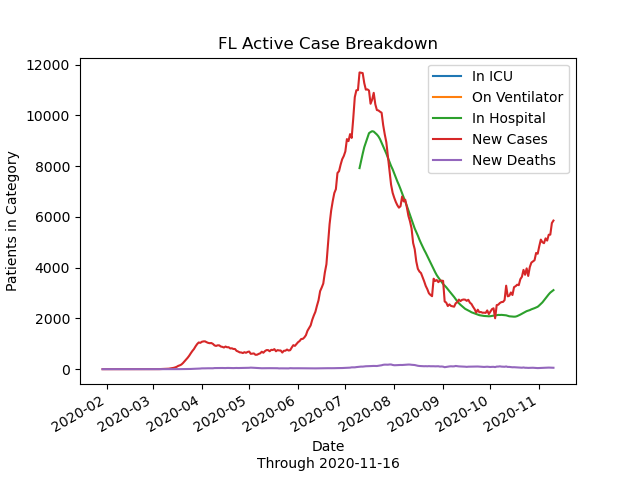 FL Active Case Breakdown
12000
10000
8000
6000
4000
2000
0
Patients in Category
In ICU
On Ventilator
In Hospital
New Cases
New Deaths
2020-02
2020-03
2020-04
2020-05
2020-06
2020-07
2020-08
2020-09
2020-10
2020-11
Date
Through 2020-11-16